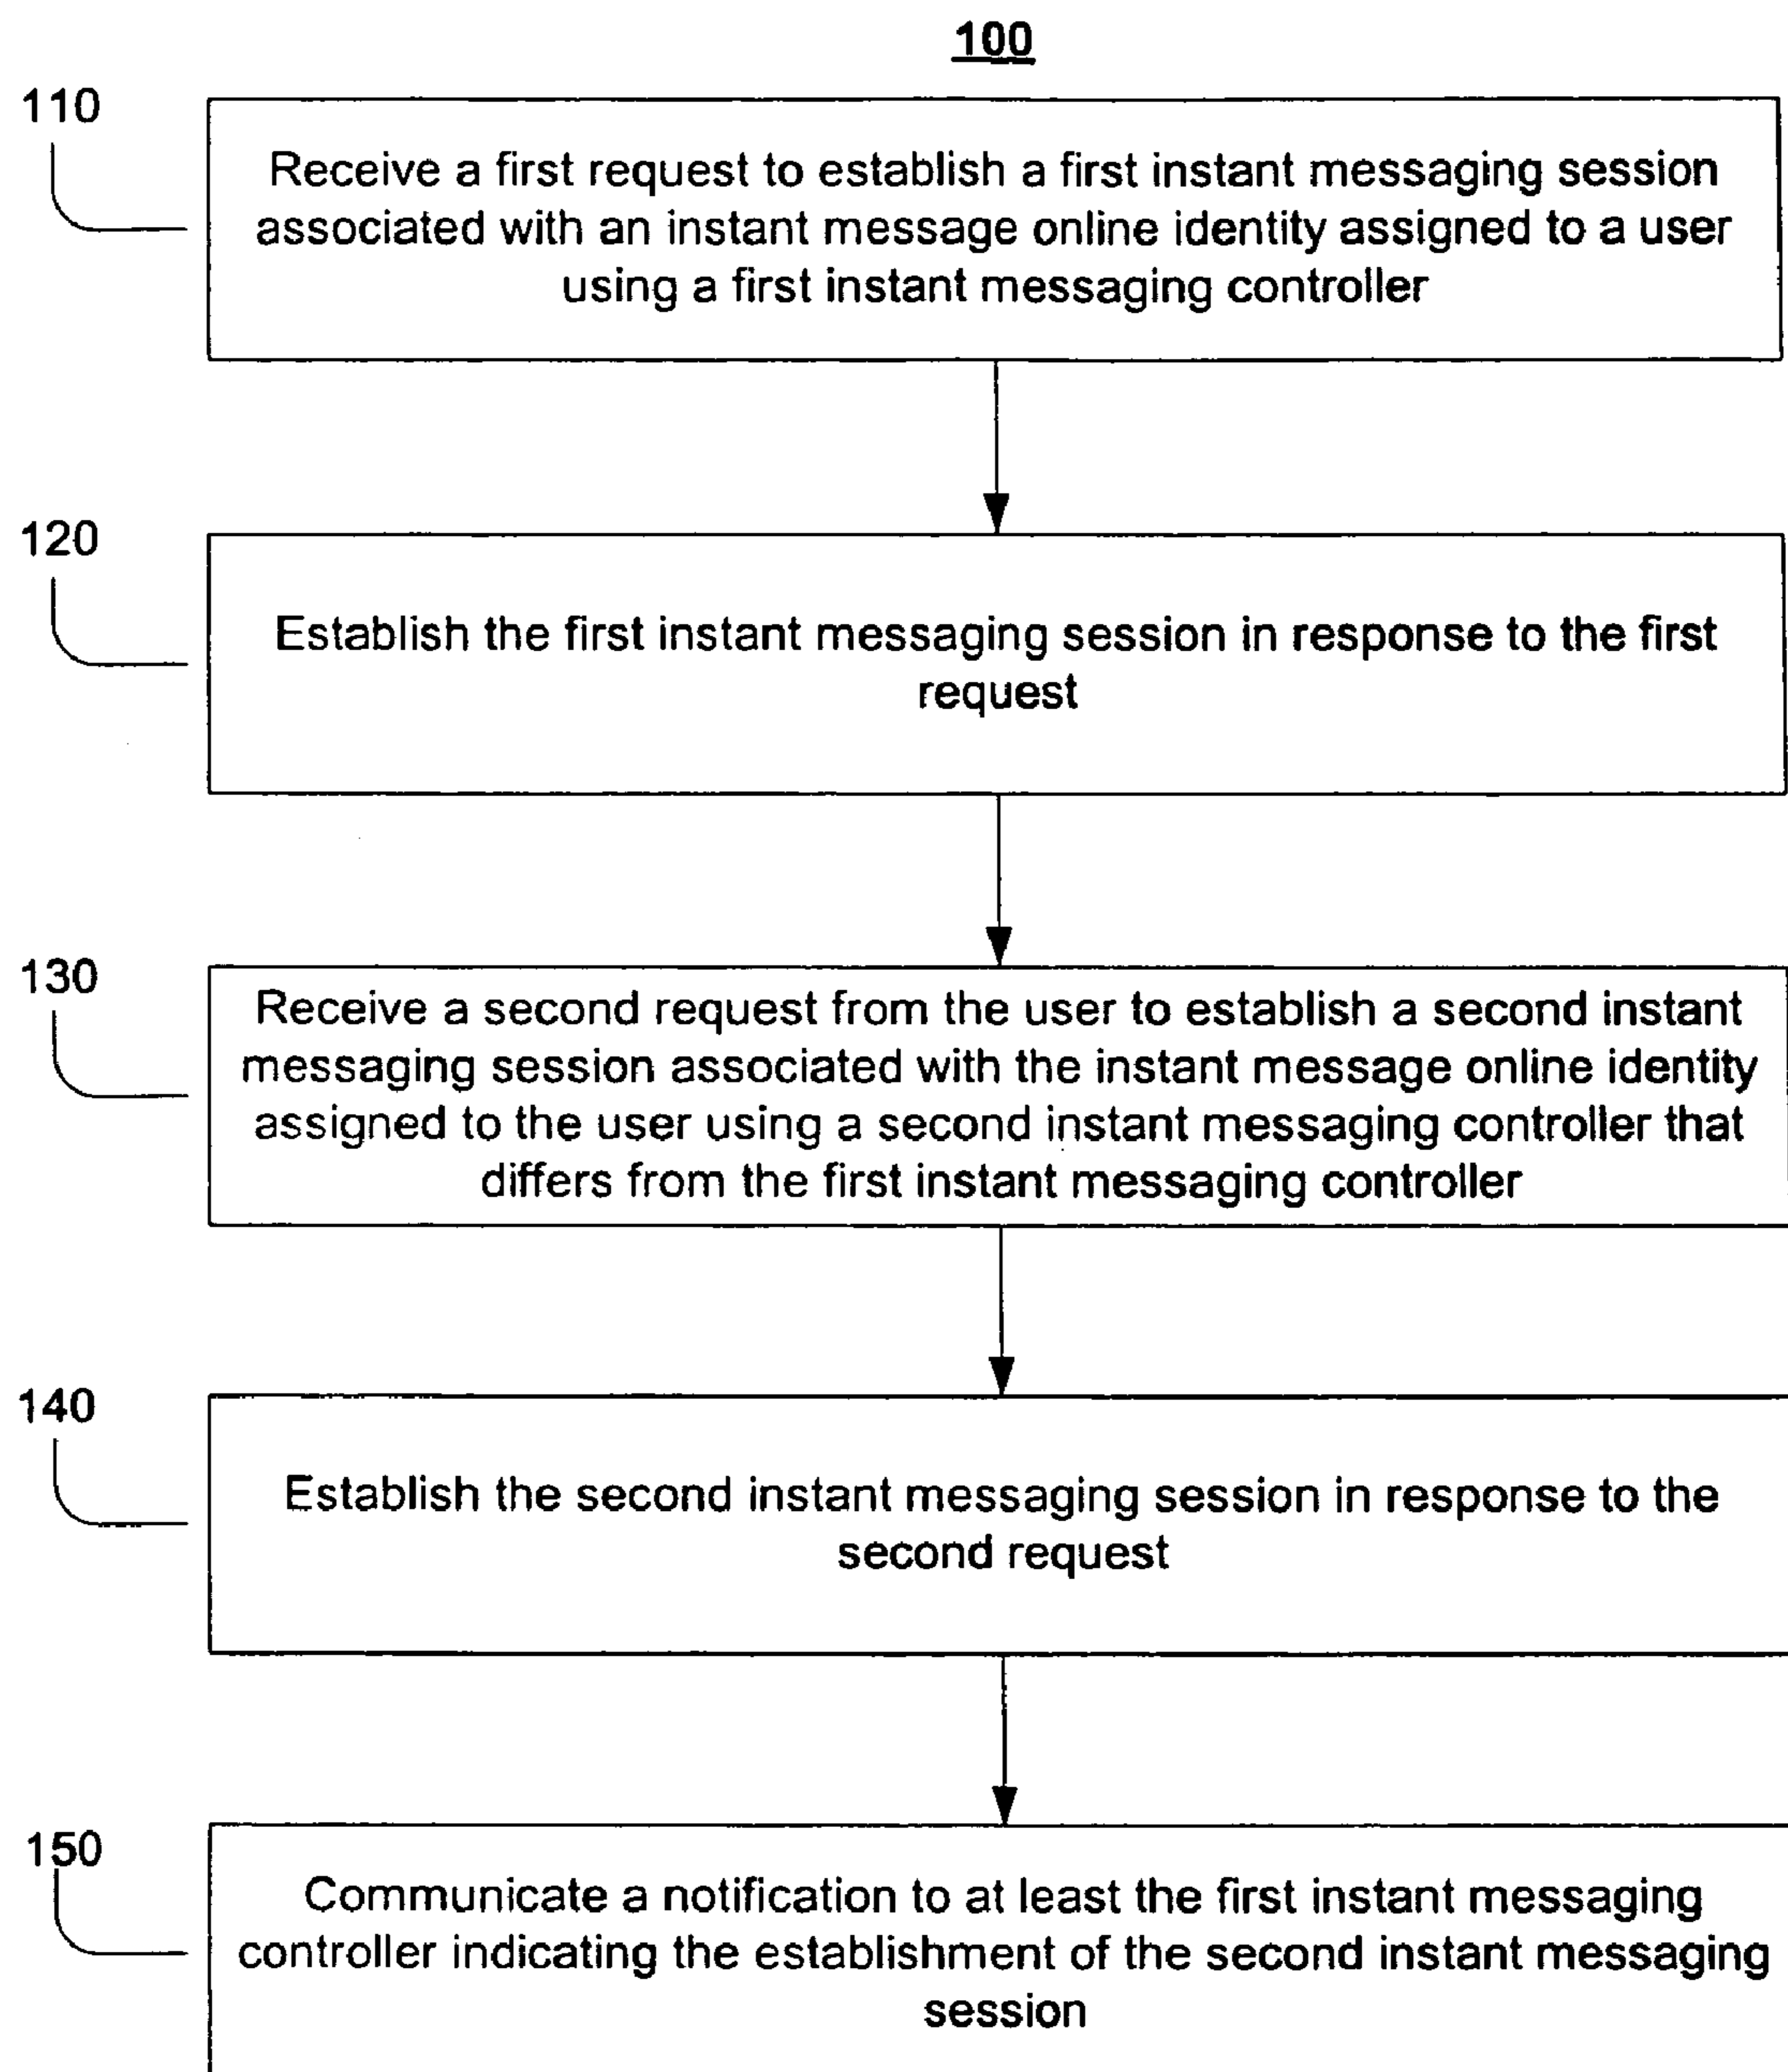 100
110
Receive a first request to establish a first instant messaging session
associated with an instant message online identity assigned to a user
using a first instant messaging controller
120
Establish the first instant messaging session in response to the first
request
130
Receive a second request from the user to establish a second instant
messaging session associated with the instant message online identity
assigned to the user using a second instant messaging controller that
differs from the first instant messaging controller
140
Establish the second instant messaging session in response to the
second request
150
Communicate a notification to at least the first instant messaging
controller indicating the establishment of the second instant messaging
session